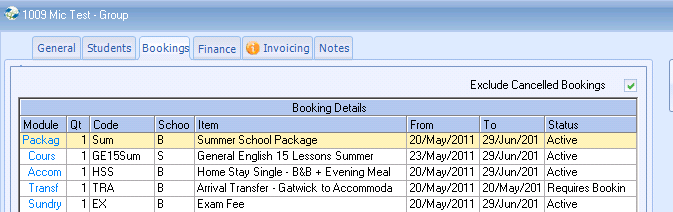 1009 Mic Test - Group
General Students Bookings Finance Invoicing Notes
Exclude Cancelled Bookings
Booking Details
Module Qt Code Schoo Item From To Status
Packag 1 Sum B Summer School Package 20/May/2011 29/Jun/201 Active
Cours 1 GE15Sum S General English 15 Lessons Summer 23/May/2011 29/Jun/201 Active
Accom 1 HSS B Home Stay Single - B&B + Evening Meal 20/May/2011 29/Jun/201 Active
Transf 1 TRA B Arrival Transfer - Gatwick to Accommoda 20/May/2011 20/May/201 Requires Bookin
Sundry 1 EX B Exam Fee 20/May/2011 29/Jun/201 Active